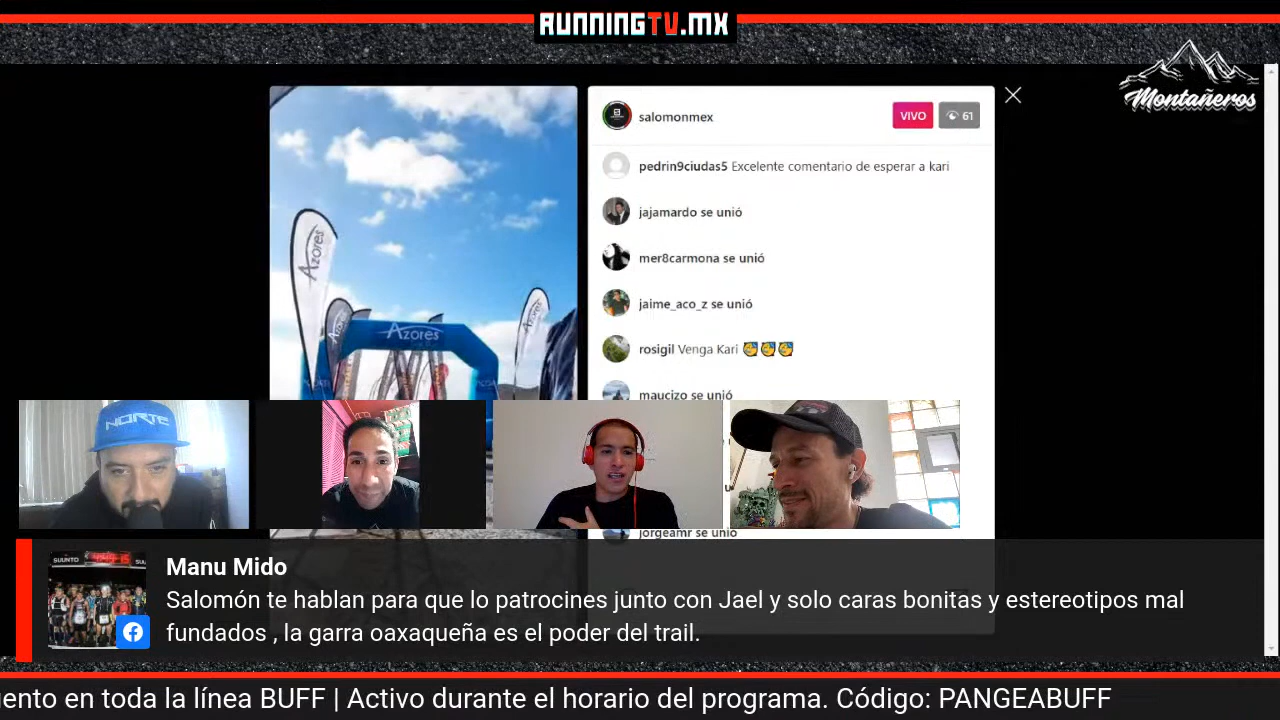 RUNNINGTV.MX
Montañeros
salomonmex
VIVO
61
pedrin9ciudas5 Excelente comentario de esperar a kari
jajamardo se unió
mer8carmona se unió
jaime_aco_z se unió
rosigil Venga Kari
maucizo se unió
Azores
Azores
NORTE
jorgeamr se unió
SUUNTO
Manu Mido
Salomón te hablan para que lo patrocines junto con Jael y solo caras bonitas y estereotipos mal
fundados , la garra oaxaqueña es el poder del trail.
ento en toda la línea BUFF | Activo durante el horario del programa. Código: PANGEABUFF